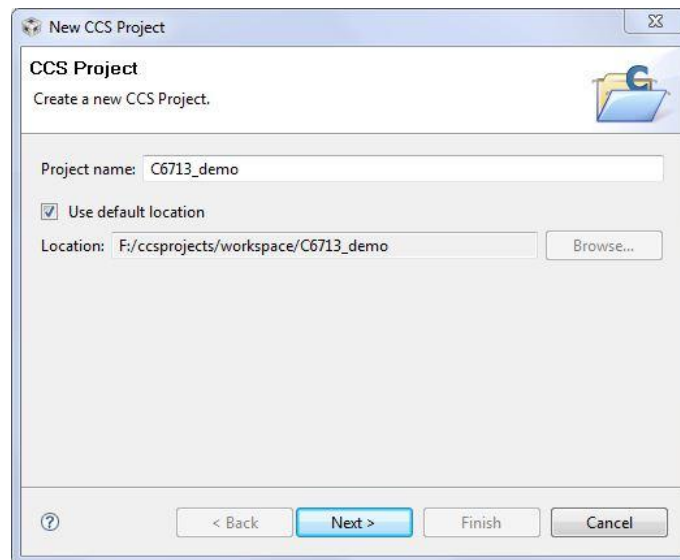 New CCS Project
CCS Project
Create a new CCS Project.
Project name: C6713_demo
Use default location
Location: F:/ccsprojects/workspace/C6713_demo Browse...
? < Back Next > Finish Cancel